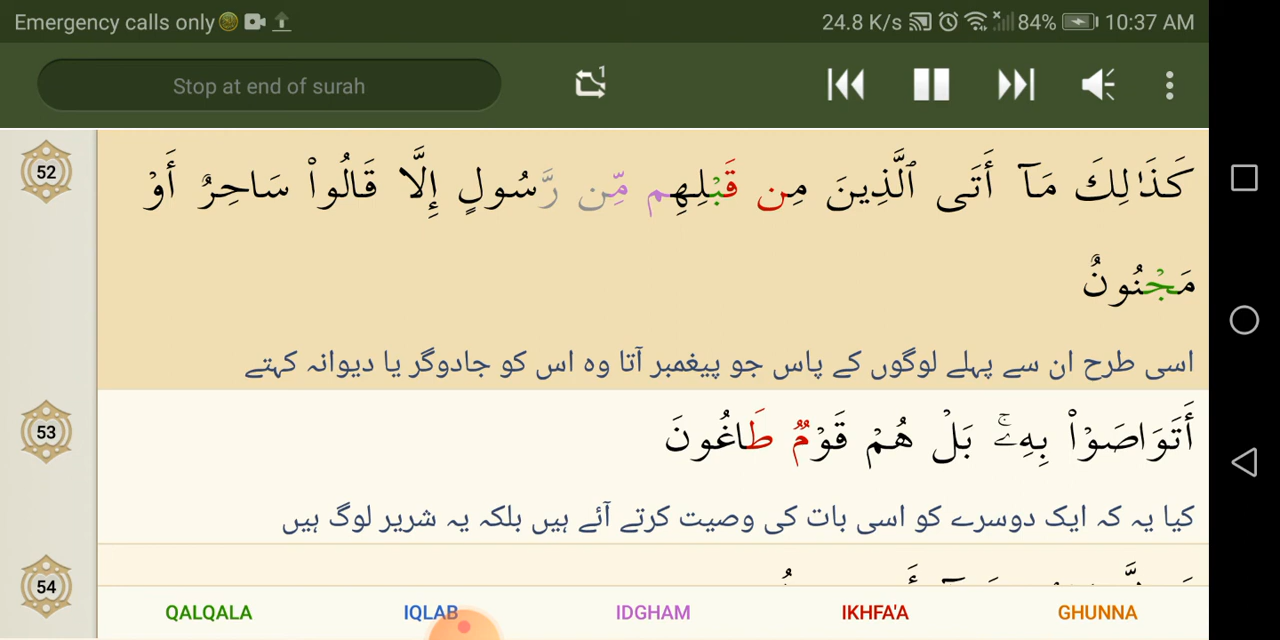 Emergency calls only
24.8 K/s 84% 10:37 AM
Stop at end of surah
1
52
كَذَٰلِكَ مَآ أَتَى ٱلَّذِينَ مِن قَبْلِهِم مِّن رَّسُولٍ إِلَّا قَالُوا۟ سَاحِرٌ أَوْ
مَجْنُونٌ
اسی طرح ان سے پہلے لوگوں کے پاس جو پیغمبر آتا وہ اس کو جادوگر یا دیوانہ کہتے
53
أَتَوَاصَوْا۟ بِهِۦ ۚ بَلْ هُمْ قَوْمٌ طَاغُونَ
کیا یہ کہ ایک دوسرے کو اسی بات کی وصیت کرتے آئے ہیں بلکہ یہ شریر لوگ ہیں
54
QALQALA IQLAB IDGHAM IKHFA'A GHUNNA